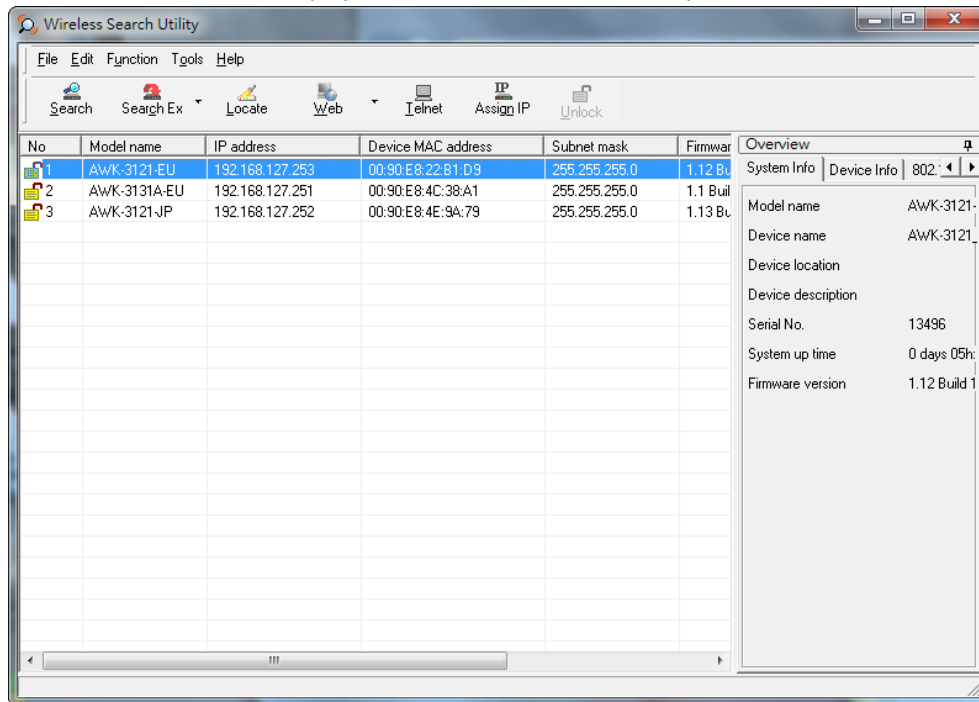 Wireless Search Utility
File Edit Function Tools Help
Search Search Ex Locate Web Telnet Assign IP Unlock
No Model name IP address Device MAC address Subnet mask Firmwar
1 AWK-3121-EU 192.168.127.253 00:90:E8:22:B1:D9 255.255.255.0 1.12 Bu
2 AWK-3131A-EU 192.168.127.251 00:90:E8:4C:38:A1 255.255.255.0 1.1 Buil
3 AWK-3121-JP 192.168.127.252 00:90:E8:4E:9A:79 255.255.255.0 1.13 Bu
Overview
System Info Device Info 802.
Model name AWK-3121-
Device name AWK-3121_
Device location
Device description
Serial No. 13496
System up time 0 days 05h:
Firmware version 1.12 Build 1